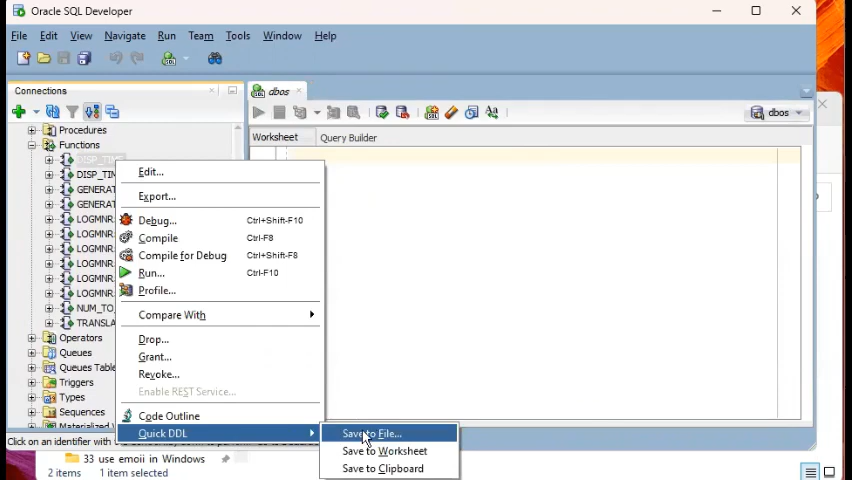 Oracle SQL Developer
File Edit View Navigate Run Team Tools Window Help
Connections
dbos
dbos
Worksheet Query Builder
Procedures
Functions
DISP_TIM
DISP_TIM
GENERAT
GENERAT
LOGMNR
LOGMNR
LOGMNR
LOGMNR
LOGMNR
LOGMNR
NUM_TO_
TRANSLA
Operators
Queues
Queues Table
Triggers
Types
Sequences
Materialized
Edit...
Export...
Debug... Ctrl+Shift-F10
Compile Ctrl-F8
Compile for Debug Ctrl+Shift-F8
Run... Ctrl-F10
Profile...
Compare With
Drop...
Grant...
Revoke...
Enable REST Service...
Code Outline
Quick DDL
Save to File...
Save to Worksheet
Save to Clipboard
Click on an identifier with
33 use emoii in Windows
2 items 1 item selected